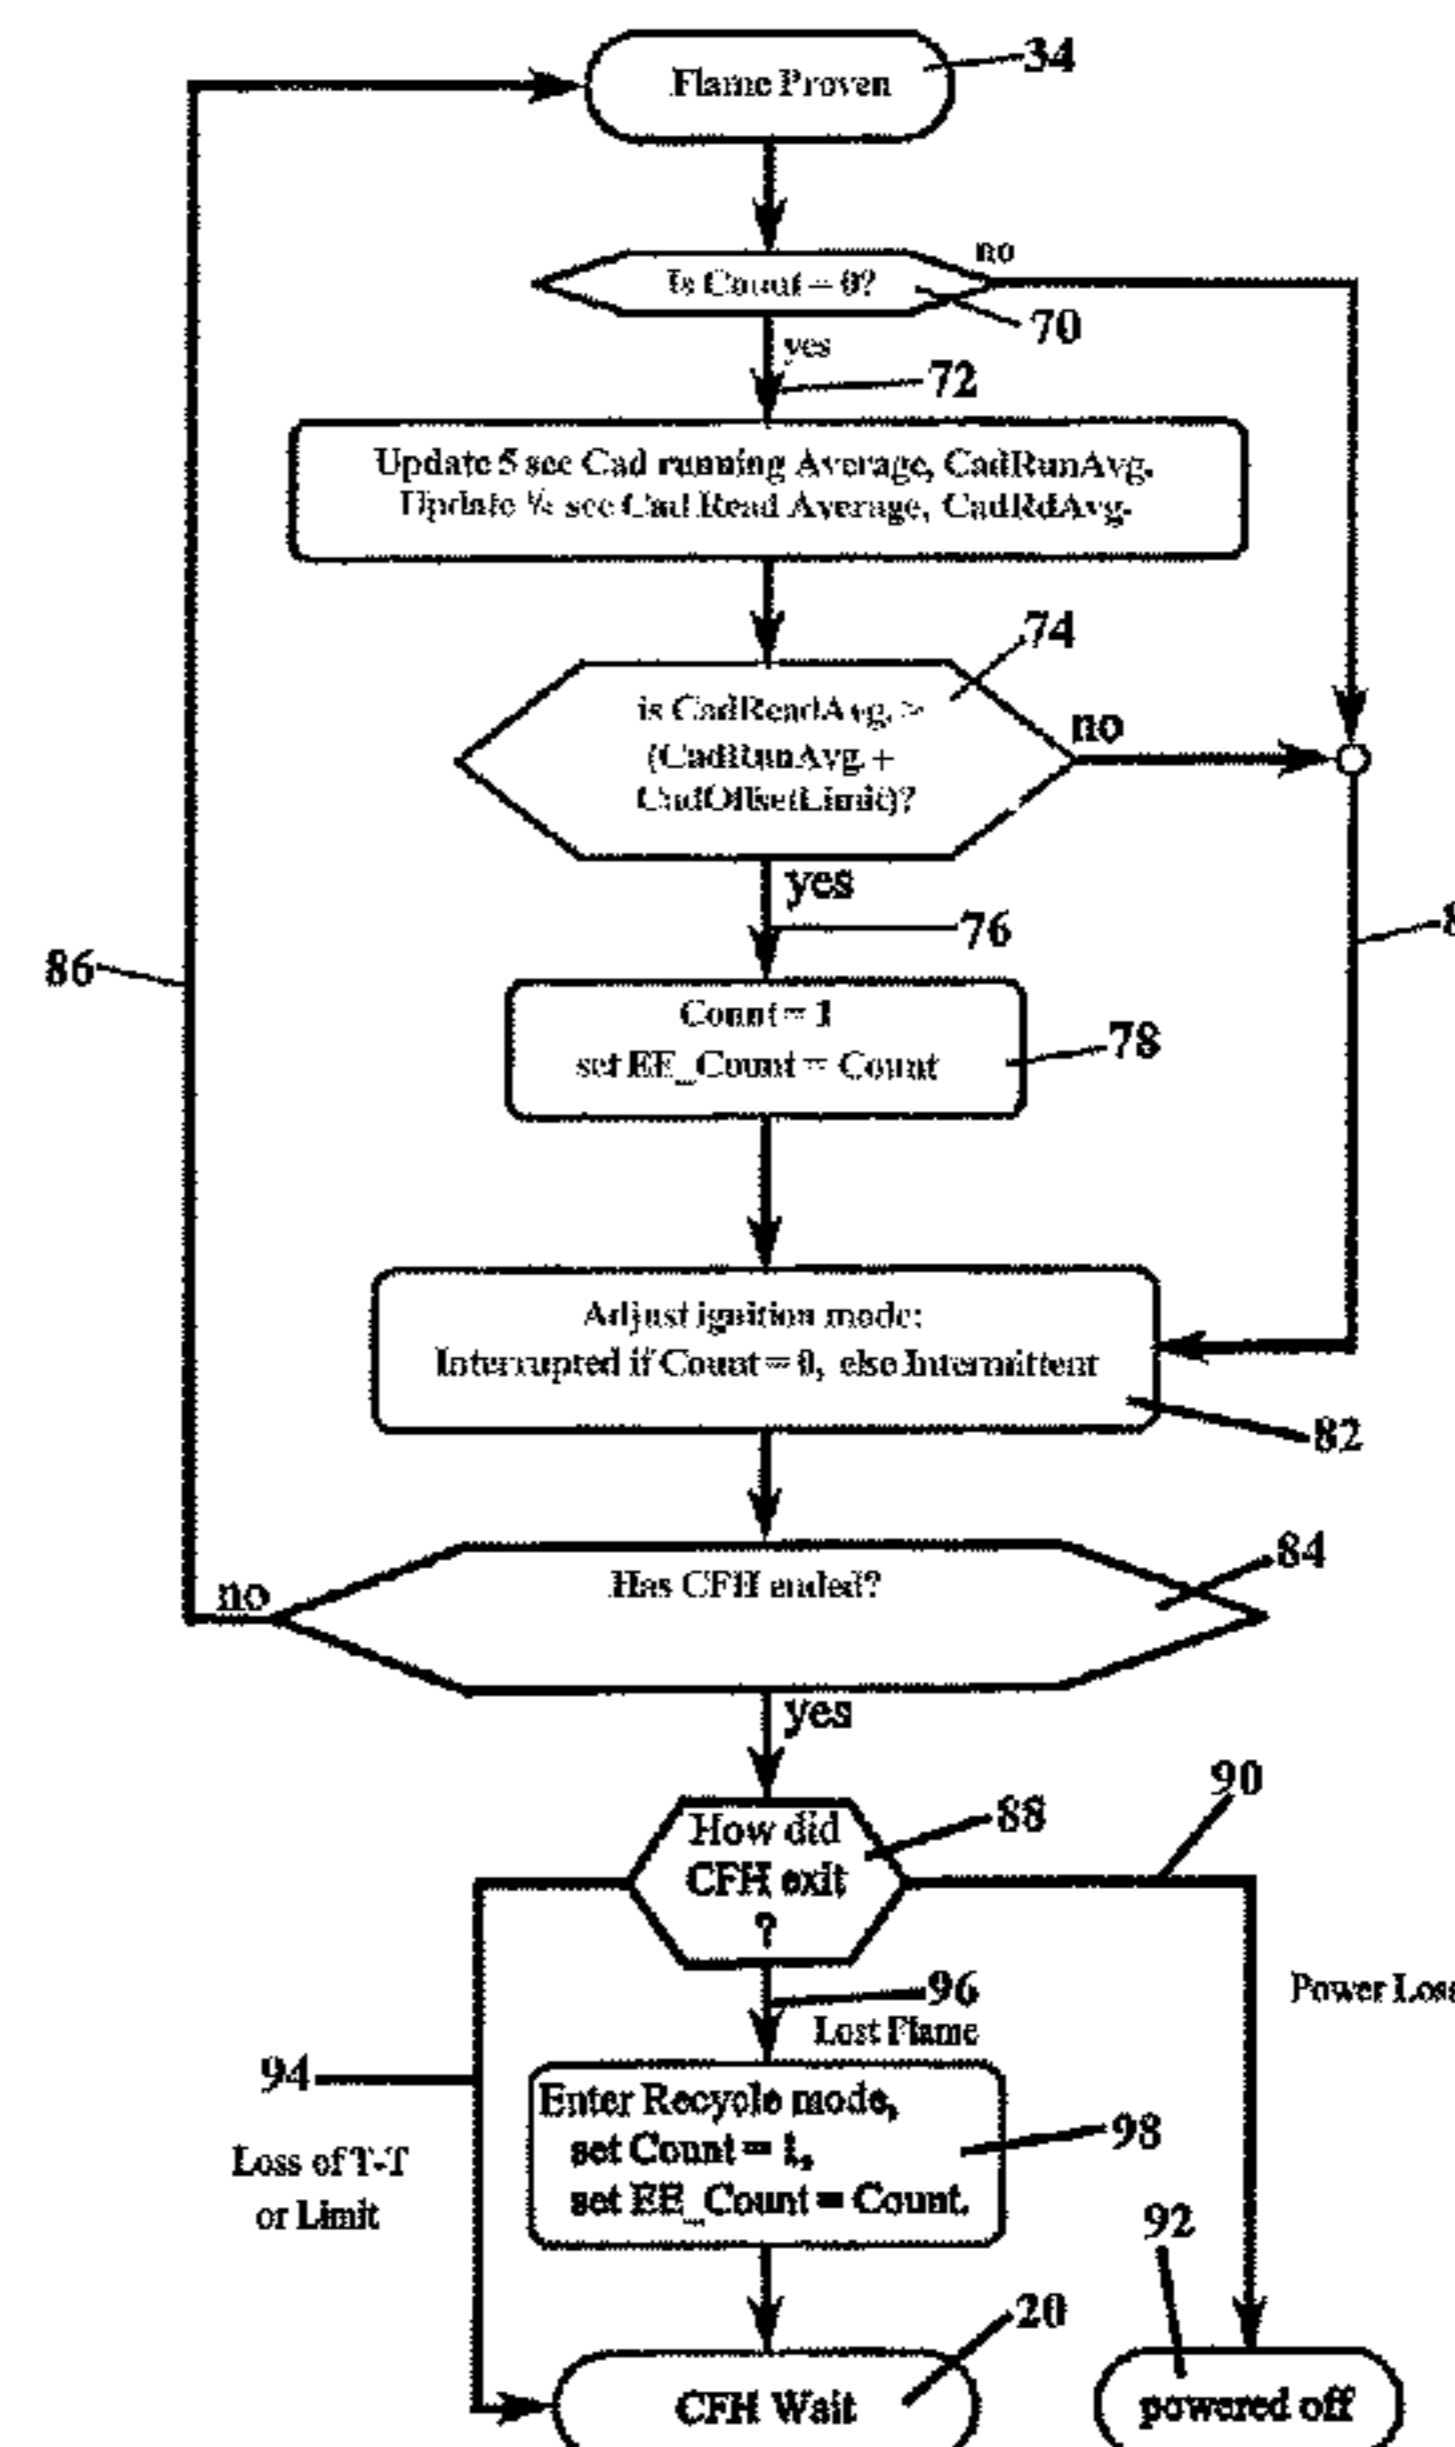 Flame Proven
34
Is Count = 0?
no
70
yes
72
Update 5 sec Cad running Average, CadRunAvg.
Update ¼ sec Cad Read Average, CadRdAvg.
74
is CadReadAvg. >
(CadRunAvg. +
CadOffsetLimit)?
no
yes
76
86
Count = 1
set EE_Count = Count
78
Adjust ignition mode:
Interrupted if Count = 0, else Intermittent
82
Has CFH ended?
84
no
yes
90
How did
CFH exit
?
88
96
Lost Flame
Power Loss
94
Loss of T-T
or Limit
Enter Recycle mode,
set Count = 1,
set EE_Count = Count.
98
92
20
CFH Wait
powered off